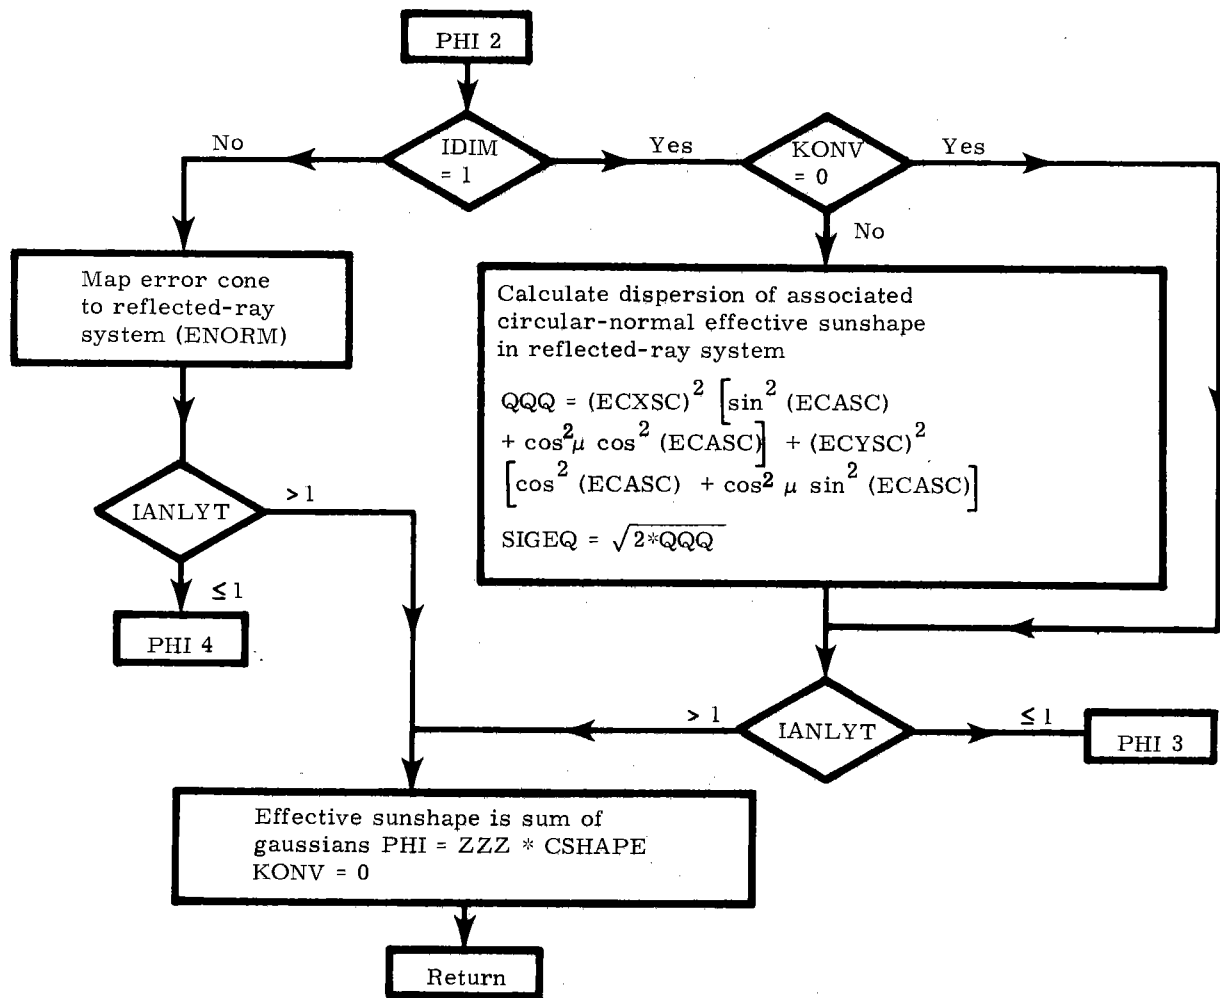 PHI 2
IDIM
= 1
No
Yes
KONV
= 0
Yes
No
Map error cone
to reflected-ray
system (ENORM)
Calculate dispersion of associated
circular-normal effective sunshape
in reflected-ray system
QQQ = (ECXSC)² [sin² (ECASC)
+ cos²μ cos² (ECASC)] + (ECYSC)²
[cos² (ECASC) + cos² μ sin² (ECASC)]
SIGEQ = √2*QQQ
IANLYT
> 1
≤ 1
PHI 4
IANLYT
> 1
≤ 1
PHI 3
Effective sunshape is sum of
gaussians PHI = ZZZ * CSHAPE
KONV = 0
Return